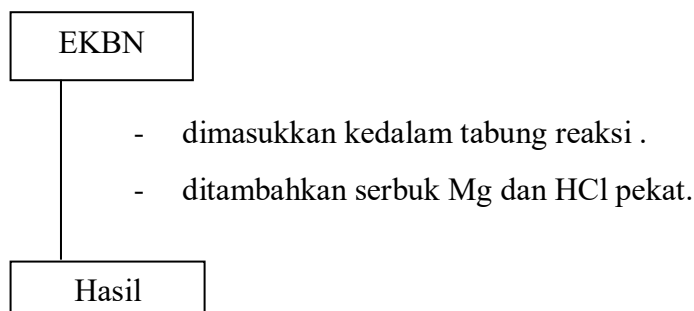 EKBN
- dimasukkan kedalam tabung reaksi .
- ditambahkan serbuk Mg dan HCl pekat.
Hasil